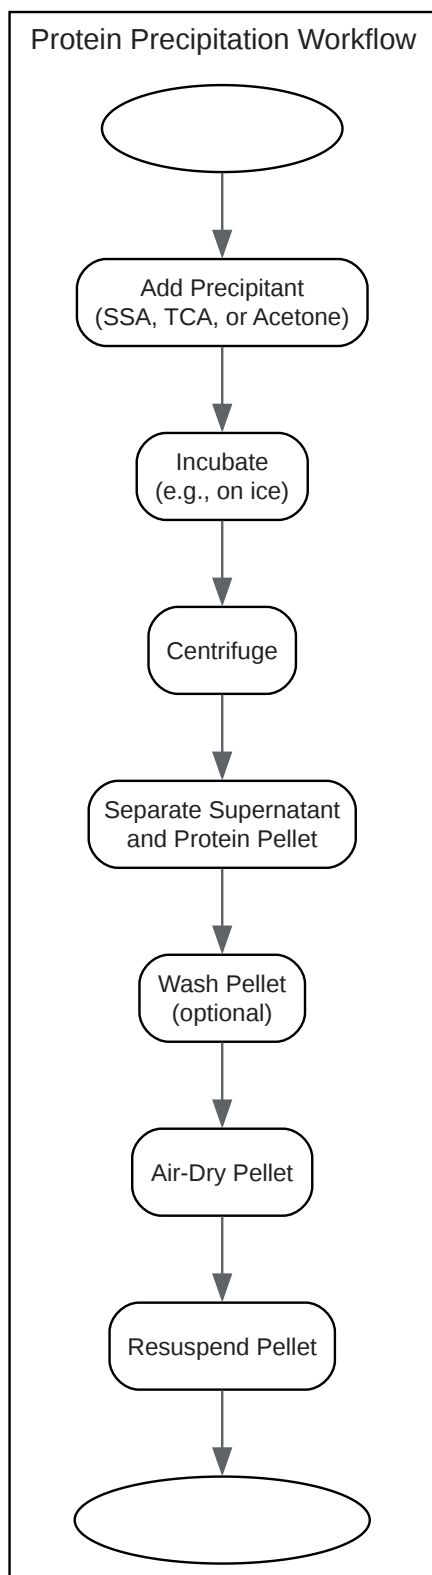 Protein Precipitation Workflow
Add Precipitant
(SSA, TCA, or Acetone)
Incubate
(e.g., on ice)
Centrifuge
Separate Supernatant
and Protein Pellet
Wash Pellet
(optional)
Air-Dry Pellet
Resuspend Pellet